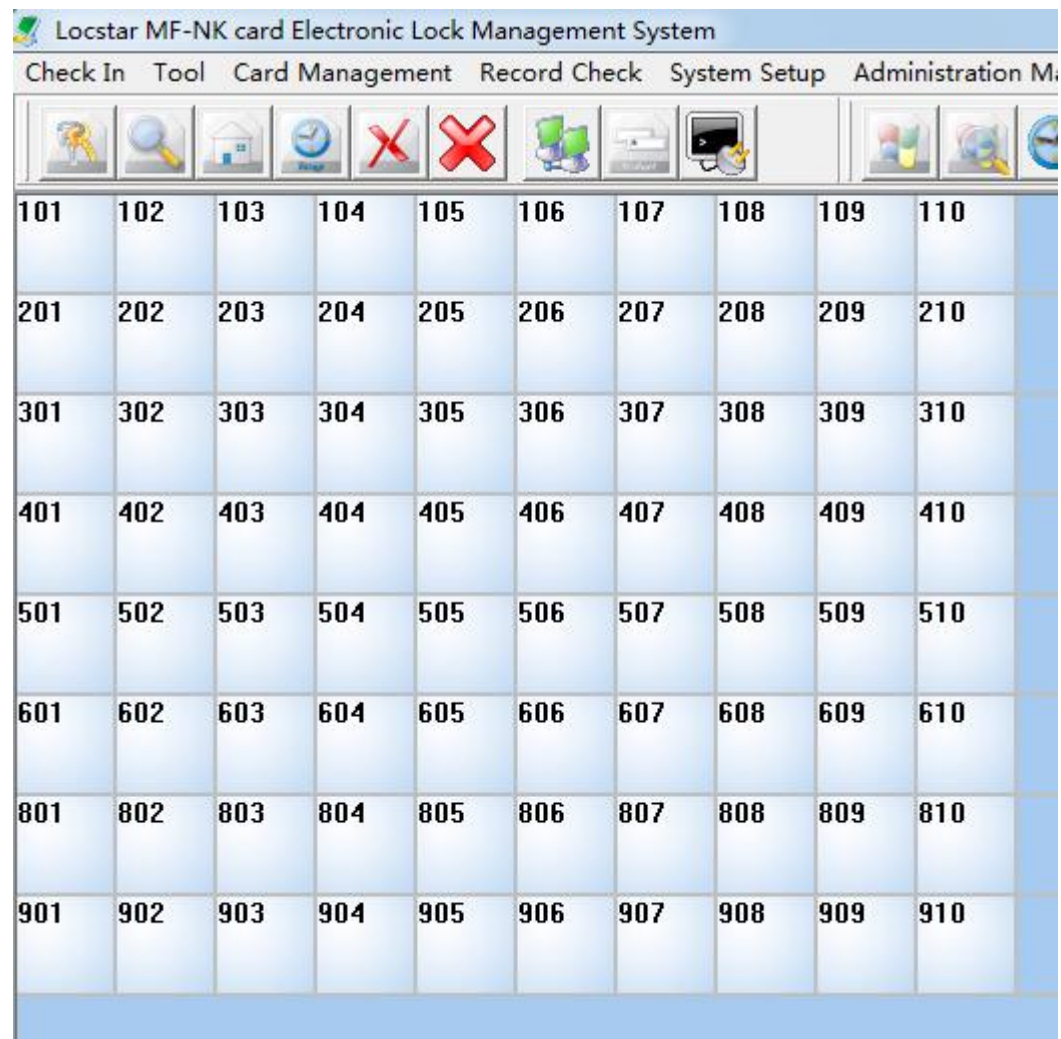 Locstar MF-NK card Electronic Lock Management System
Check In Tool Card Management Record Check System Setup Administration Ma
101 102 103 104 105 106 107 108 109 110
201 202 203 204 205 206 207 208 209 210
301 302 303 304 305 306 307 308 309 310
401 402 403 404 405 406 407 408 409 410
501 502 503 504 505 506 507 508 509 510
601 602 603 604 605 606 607 608 609 610
801 802 803 804 805 806 807 808 809 810
901 902 903 904 905 906 907 908 909 910